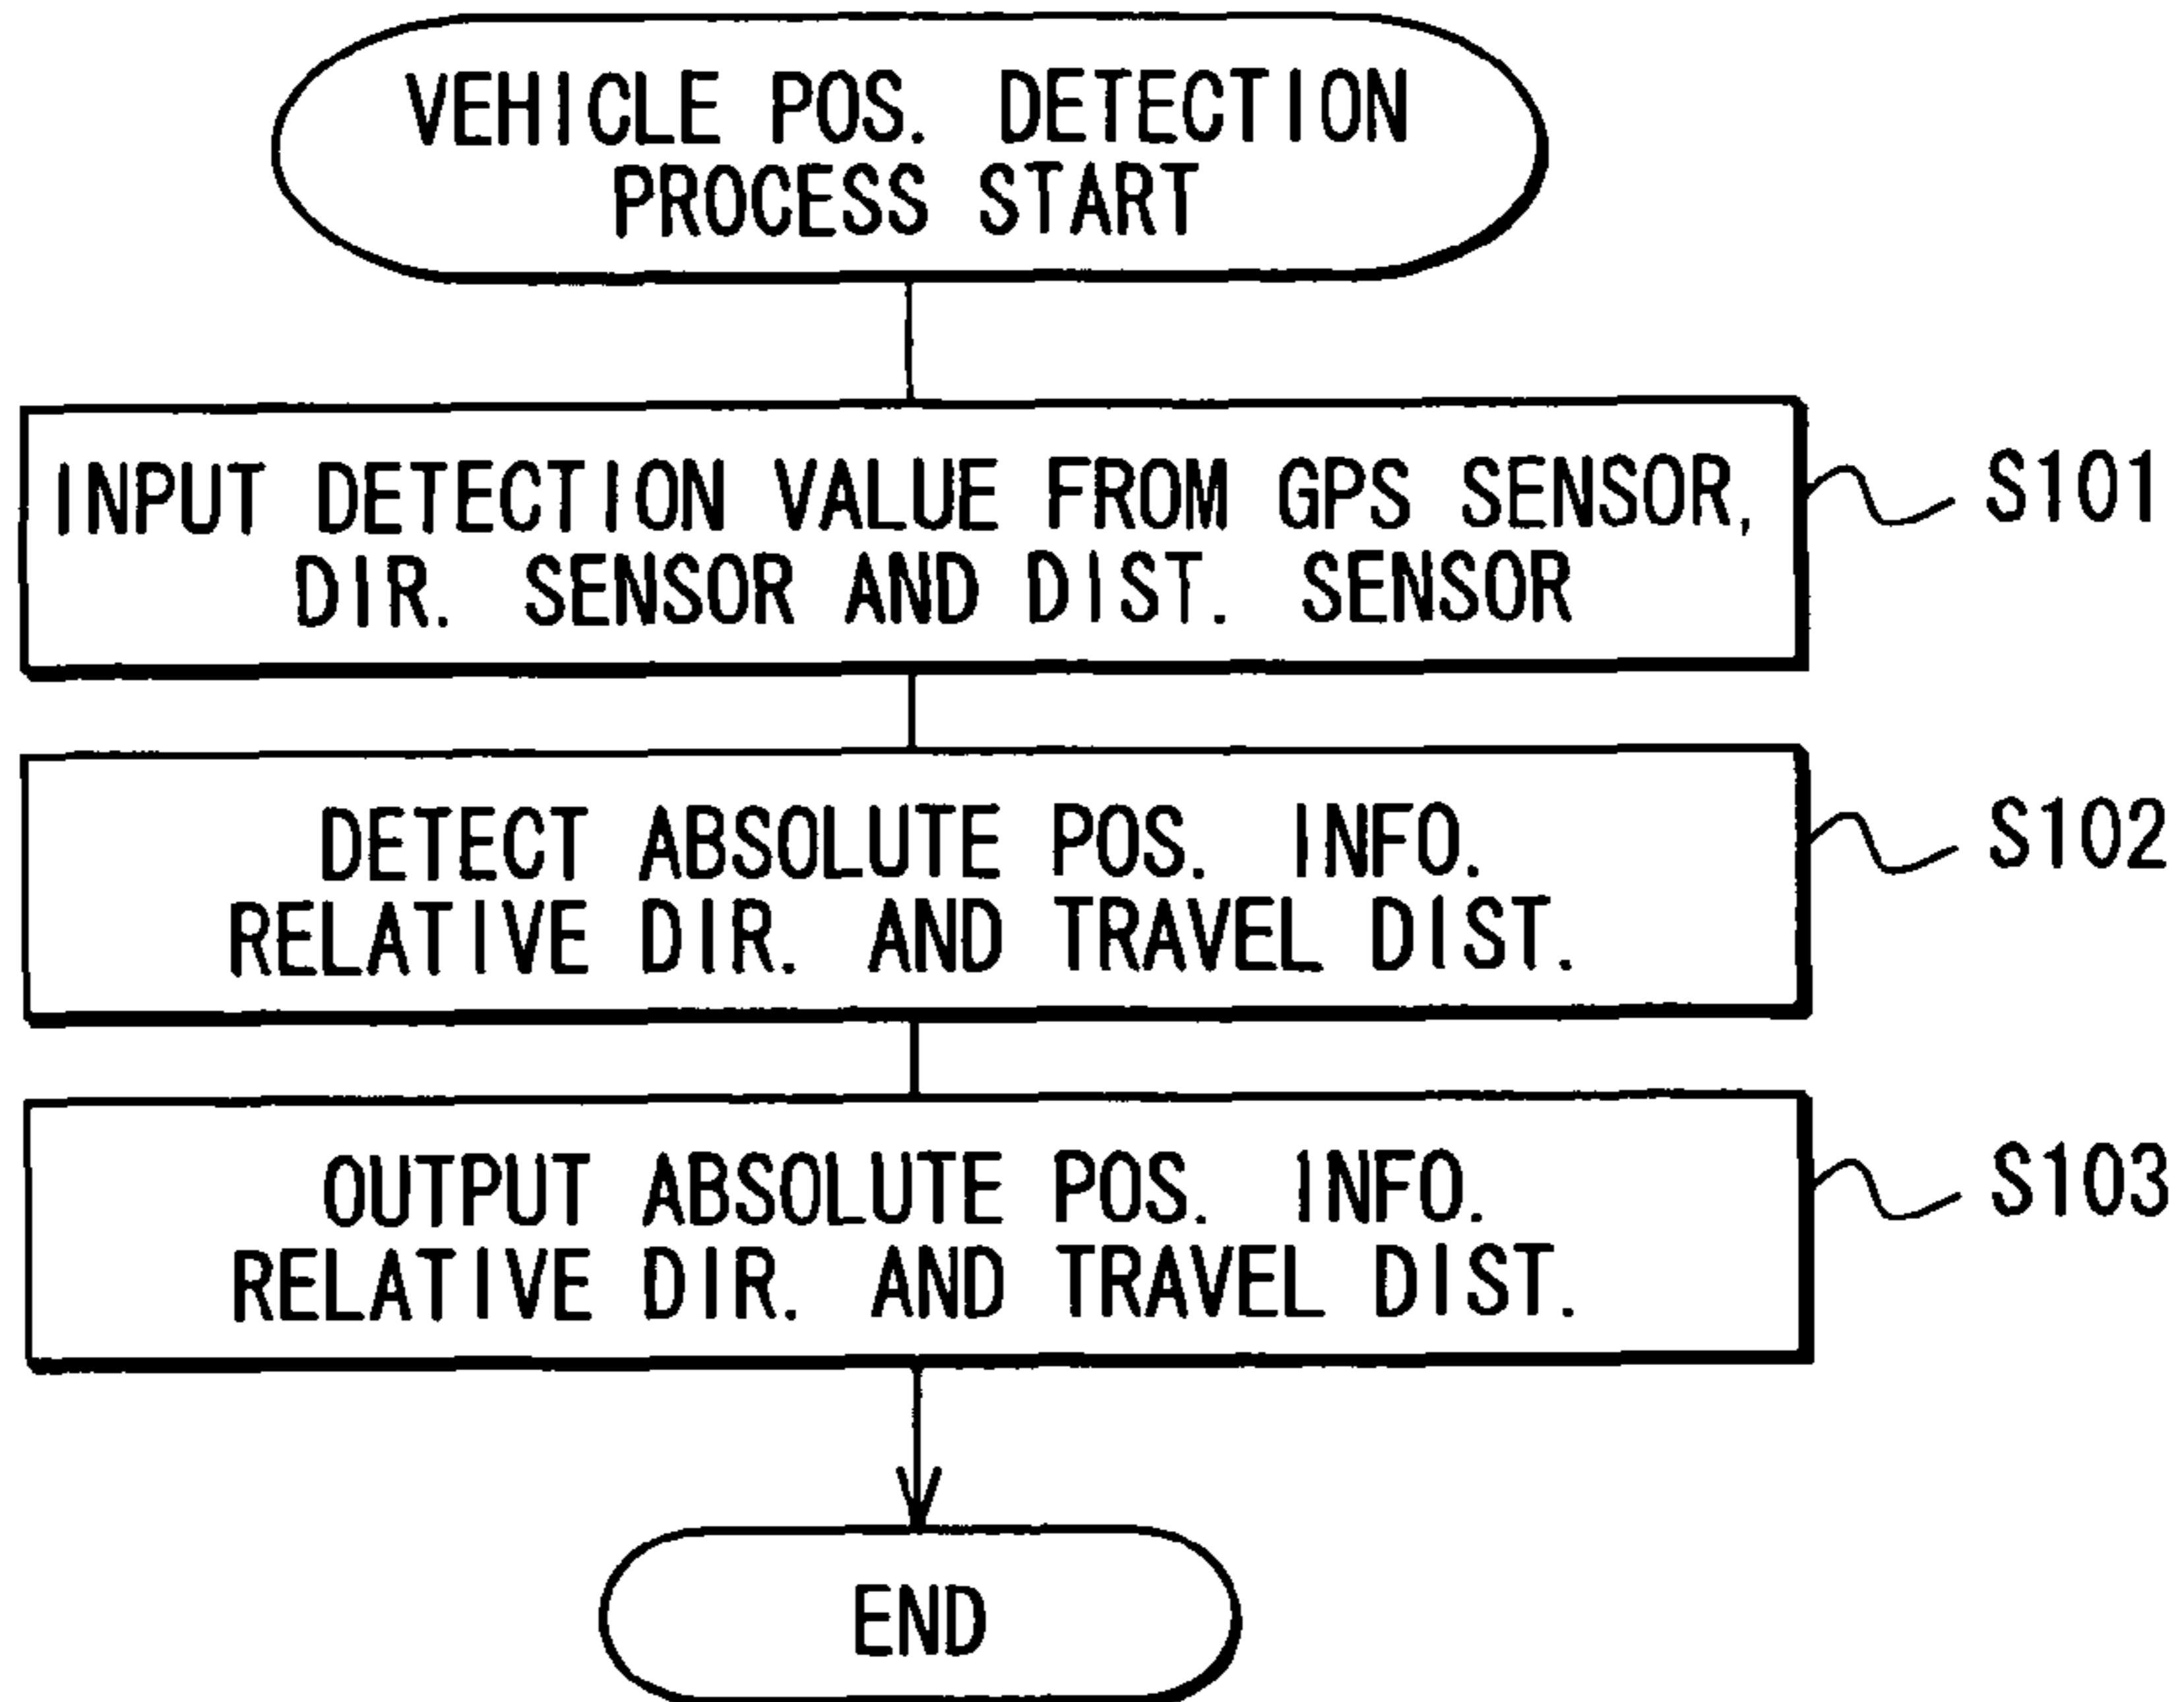 VEHICLE POS. DETECTION
PROCESS START
INPUT DETECTION VALUE FROM GPS SENSOR,
DIR. SENSOR AND DIST. SENSOR
S101
DETECT ABSOLUTE POS. INFO.
RELATIVE DIR. AND TRAVEL DIST.
S102
OUTPUT ABSOLUTE POS. INFO.
RELATIVE DIR. AND TRAVEL DIST.
S103
END